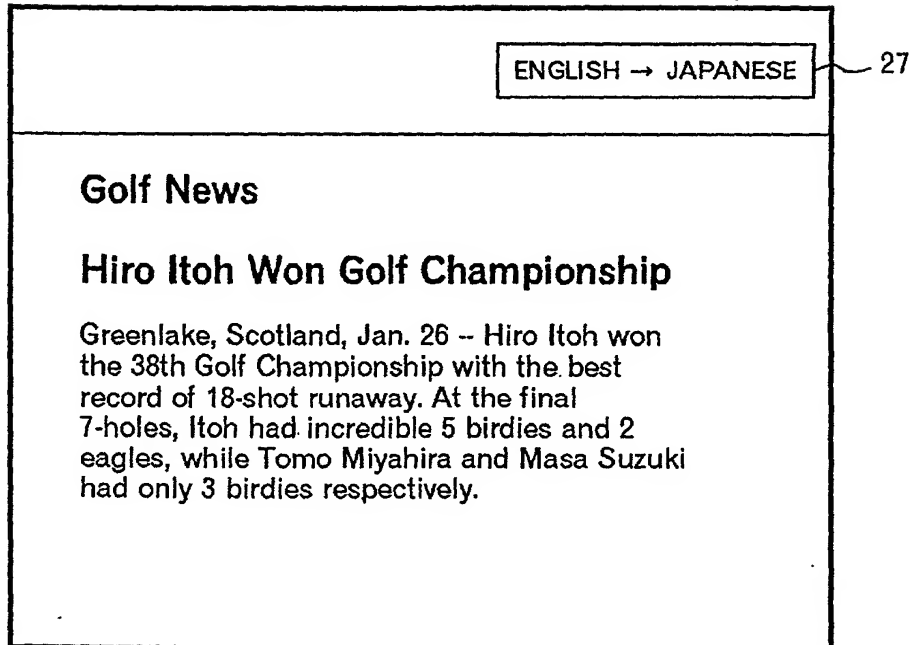 ENGLISH → JAPANESE
27
Golf News
Hiro Itoh Won Golf Championship
Greenlake, Scotland, Jan. 26 -- Hiro Itoh won
the 38th Golf Championship with the best
record of 18-shot runaway. At the final
7-holes, Itoh had incredible 5 birdies and 2
eagles, while Tomo Miyahira and Masa Suzuki
had only 3 birdies respectively.